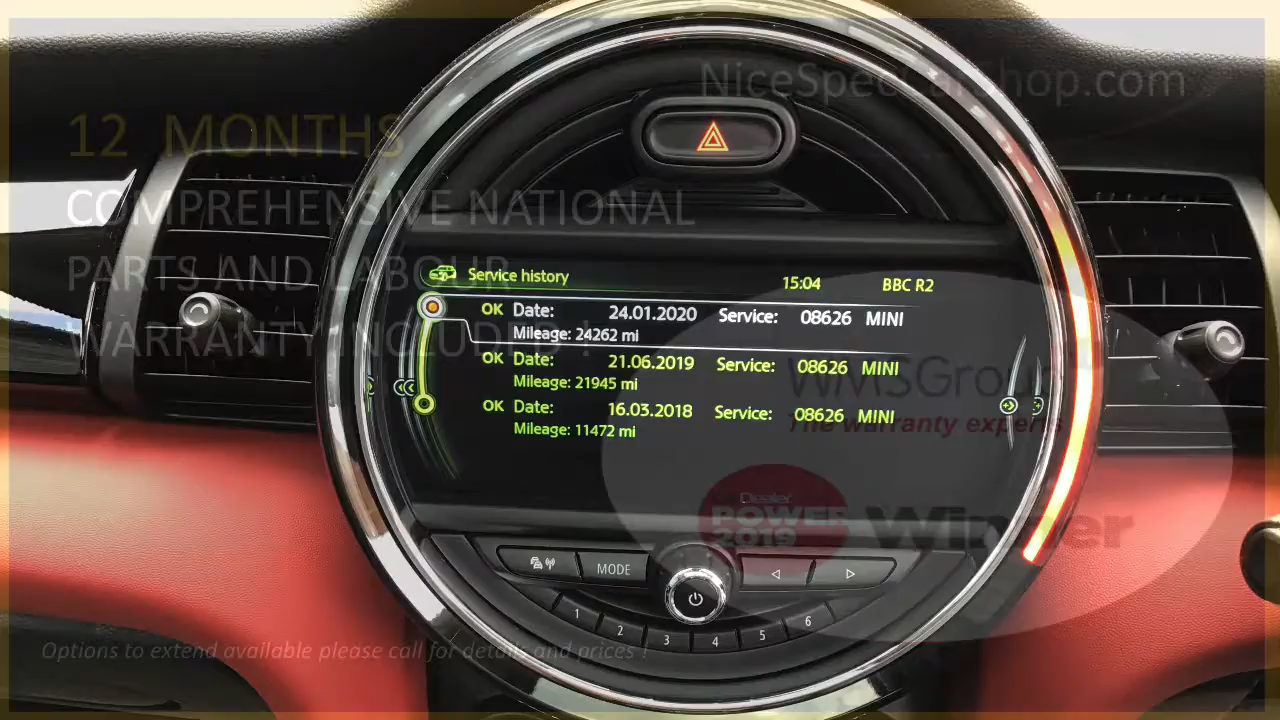 NiceSpecCarShop.com
12 MONTHS
COMPREHENSIVE NATIONAL
PARTS AND LABOUR
WARRANTY INCLUDED !
Service history 15:04 BBC R2
OK Date: 24.01.2020 Service: 08626 MINI
Mileage: 24262 mi
OK Date: 21.06.2019 Service: 08626 MINI
Mileage: 21945 mi
OK Date: 16.03.2018 Service: 08626 MINI
Mileage: 11472 mi
WMSGroup
The warranty experts
Dealer
POWER
2019
Winner
MODE
1 2 3 4 5 6
Options to extend available please call for details and prices !